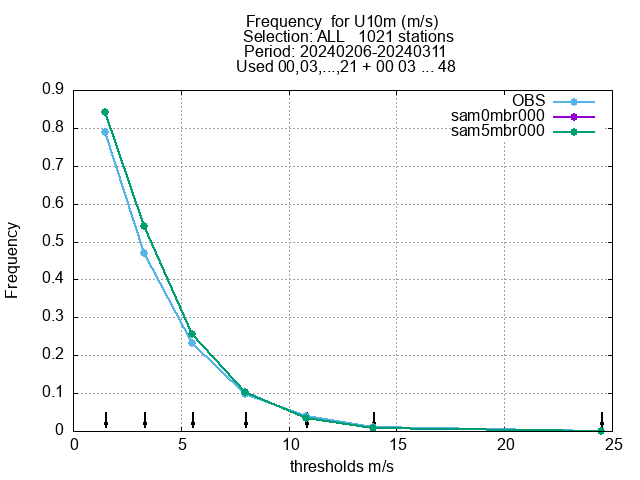 Frequency  for U10m (m/s)
Selection: ALL   1021 stations
Period: 20240206-20240311
Used 00,03,...,21 + 00 03 ... 48
OBS
sam0mbr000
sam5mbr000
0.9
0.8
0.7
0.6
0.5
0.4
0.3
0.2
0.1
0
Frequency
0 5 10 15 20 25
thresholds m/s